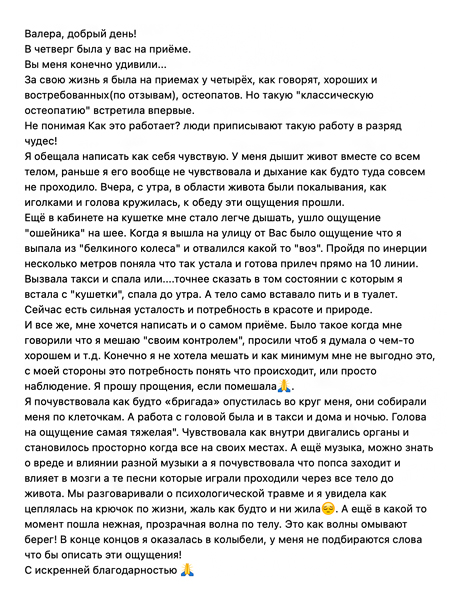 Валера, добрый день!
В четверг была у вас на приёме.
Вы меня конечно удивили...
За свою жизнь я была на приемах у четырёх, как говорят, хороших и
востребованных(по отзывам), остеопатов. Но такую "классическую
остеопатию" встретила впервые.
Не понимая Как это работает? люди приписывают такую работу в разряд
чудес!
Я обещала написать как себя чувствую. У меня дышит живот вместе со всем
телом, раньше я его вообще не чувствовала и дыхание как будто туда совсем
не проходило. Вчера, с утра, в области живота были покалывания, как
иголками и голова кружилась, к обеду эти ощущения прошли.
Ещё в кабинете на кушетке мне стало легче дышать, ушло ощущение
"ошейника" на шее. Когда я вышла на улицу от Вас было ощущение что я
выпала из "белкиного колеса" и отвалился какой то "воз". Пройдя по инерции
несколько метров поняла что так устала и готова прилеч прямо на 10 линии.
Вызвала такси и спала или....точнее сказать в том состоянии с которым я
встала с "кушетки", спала до утра. А тело само вставало пить и в туалет.
Сейчас есть сильная усталость и потребность в красоте и природе.
И все же, мне хочется написать и о самом приёме. Было такое когда мне
говорили что я мешаю "своим контролем", просили чтоб я думала о чем-то
хорошем и т.д. Конечно я не хотела мешать и как минимум мне не выгодно это,
с моей стороны это потребность понять что происходит, или просто
наблюдение. Я прошу прощения, если помешала🙏.
Я почувствовала как будто «бригада» опустилась во круг меня, они собирали
меня по клеточкам. А работа с головой была и в такси и дома и ночью. Голова
на ощущение самая тяжелая". Чувствовала как внутри двигались органы и
становилось просторно когда все на своих местах. А ещё музыка, можно знать
о вреде и влиянии разной музыки а я почувствовала что попса заходит и
влияет в мозги а те песни которые играли проходили через все тело до
живота. Мы разговаривали о психологической травме и я увидела как
цеплялась на крючок по жизни, жаль как будто и ни жила😔. А ещё в какой то
момент пошла нежная, прозрачная волна по телу. Это как волны омывают
берег! В конце концов я оказалась в колыбели, у меня не подбираются слова
что бы описать эти ощущения!
С искренней благодарностью 🙏